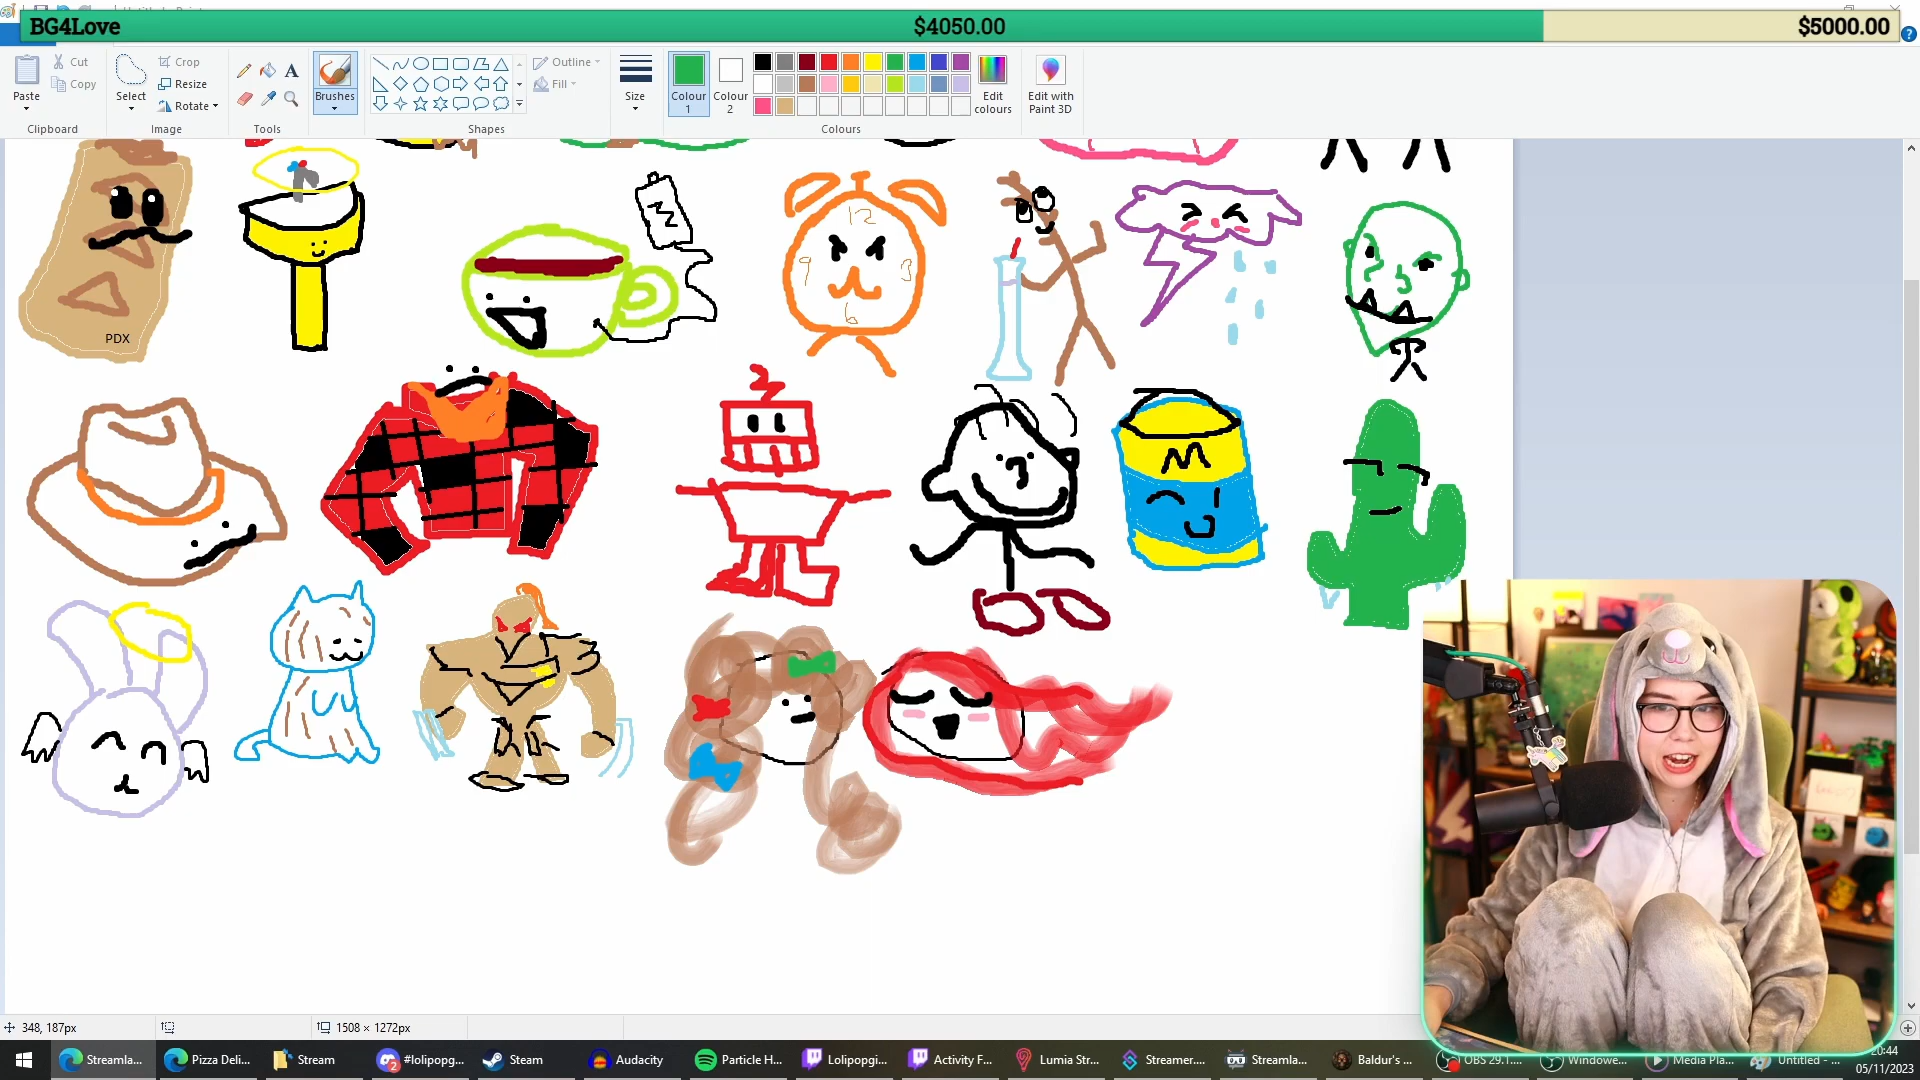 BG4Love $4050.00 $5000.00
Cut
Copy
Paste
Clipboard
Crop
Resize
Rotate
Select
Image
Tools
Brushes
Shapes
Outline
Fill
Size
Colour
1
Colour
2
Edit
colours
Colours
Edit with
Paint 3D
PDX
12
9
3
6
M
348, 187px
1508 × 1272px
Streamla...
Pizza Deli...
Stream
#lolipopg...
2
Steam
Audacity
Particle H...
Lolipopgi...
Activity F...
Lumia Str...
Streamer....
Streamla...
Baldur's ...
OBS 29.1....
Windowe...
Media Pla...
Untitled - ...
20:44
05/11/2023